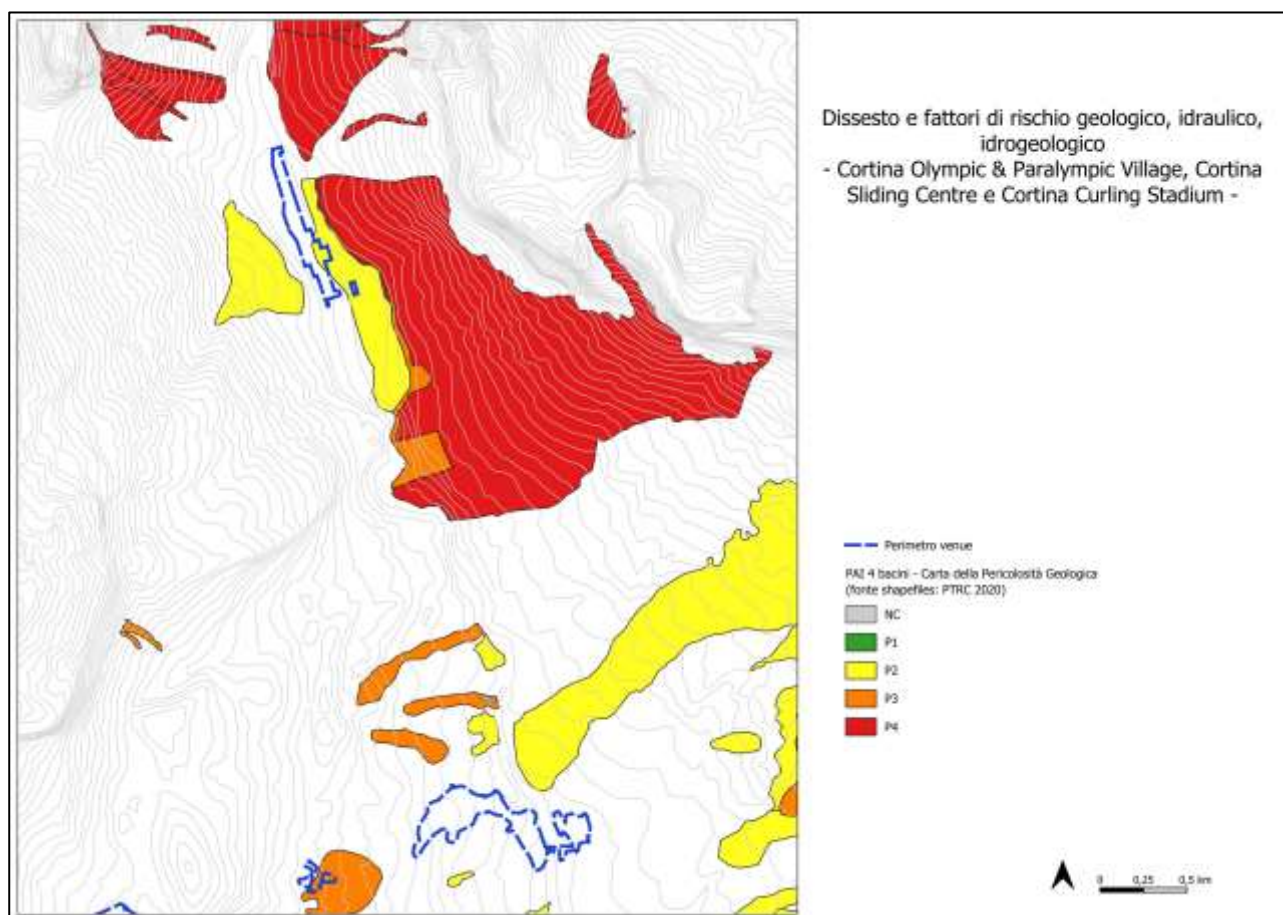 Dissesto e fattori di rischio geologico, idraulico,
idrogeologico
- Cortina Olympic & Paralympic Village, Cortina
Sliding Centre e Cortina Curling Stadium -
Perimetro venue
PAI 4 bacini - Carta della Pericolosità Geologica
(fonte shapefiles: PTRC 2020)
NC
P1
P2
P3
P4
0 0,25 0,5 km